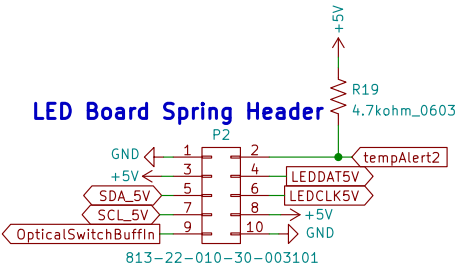 +5V
R19
4.7kohm_0603
LED Board Spring Header
P2
GND 1 2 tempAlert2
+5V 3 4 LEDDAT5V
SDA_5V 5 6 LEDCLK5V
SCL_5V 7 8 +5V
OpticalSwitchBuffIn 9 10 GND
813-22-010-30-003101